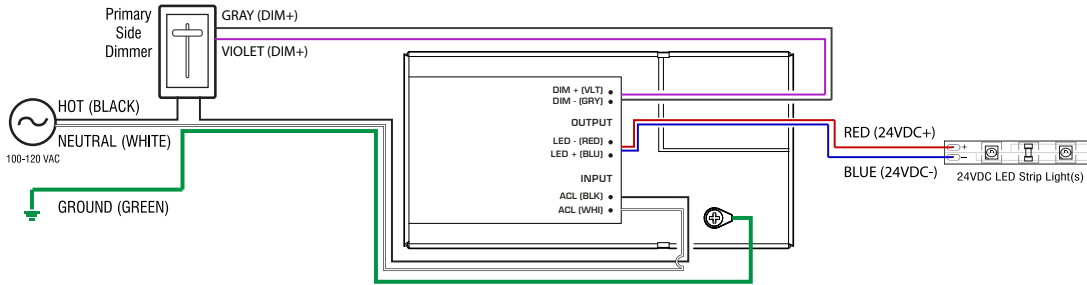 Primary
Side
Dimmer
GRAY (DIM+)
VIOLET (DIM+)
HOT (BLACK)
NEUTRAL (WHITE)
100-120 VAC
GROUND (GREEN)
DIM + (VLT)
DIM - (GRY)
OUTPUT
LED - (RED)
LED + (BLU)
INPUT
ACL (BLK)
ACL (WHI)
RED (24VDC+)
BLUE (24VDC-)
+
-
24VDC LED Strip Light(s)